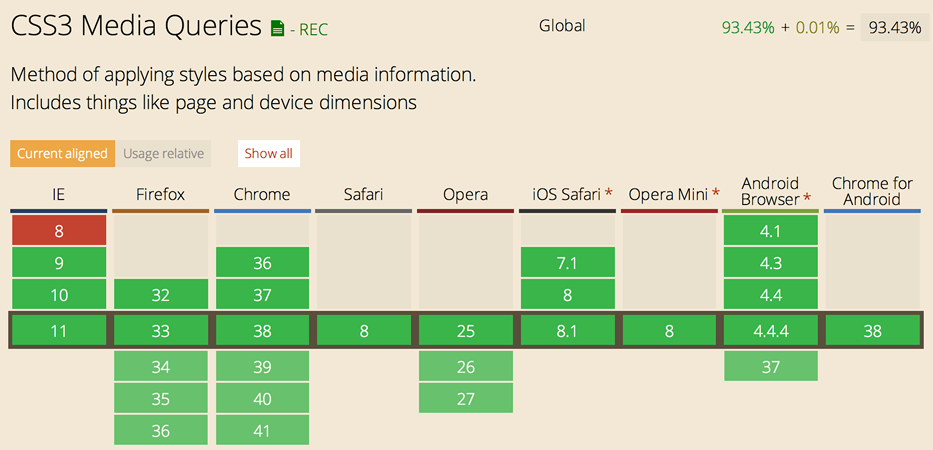 CSS3 Media Queries - REC
Global
93.43% + 0.01% = 93.43%
Method of applying styles based on media information.
Includes things like page and device dimensions
Current aligned Usage relative Show all
IE Firefox Chrome Safari Opera iOS Safari * Opera Mini * Android Browser * Chrome for Android
8 4.1
9 36 7.1 4.3
10 32 37 8 4.4
11 33 38 8 25 8.1 8 4.4.4 38
34 39 26 37
35 40 27
36 41